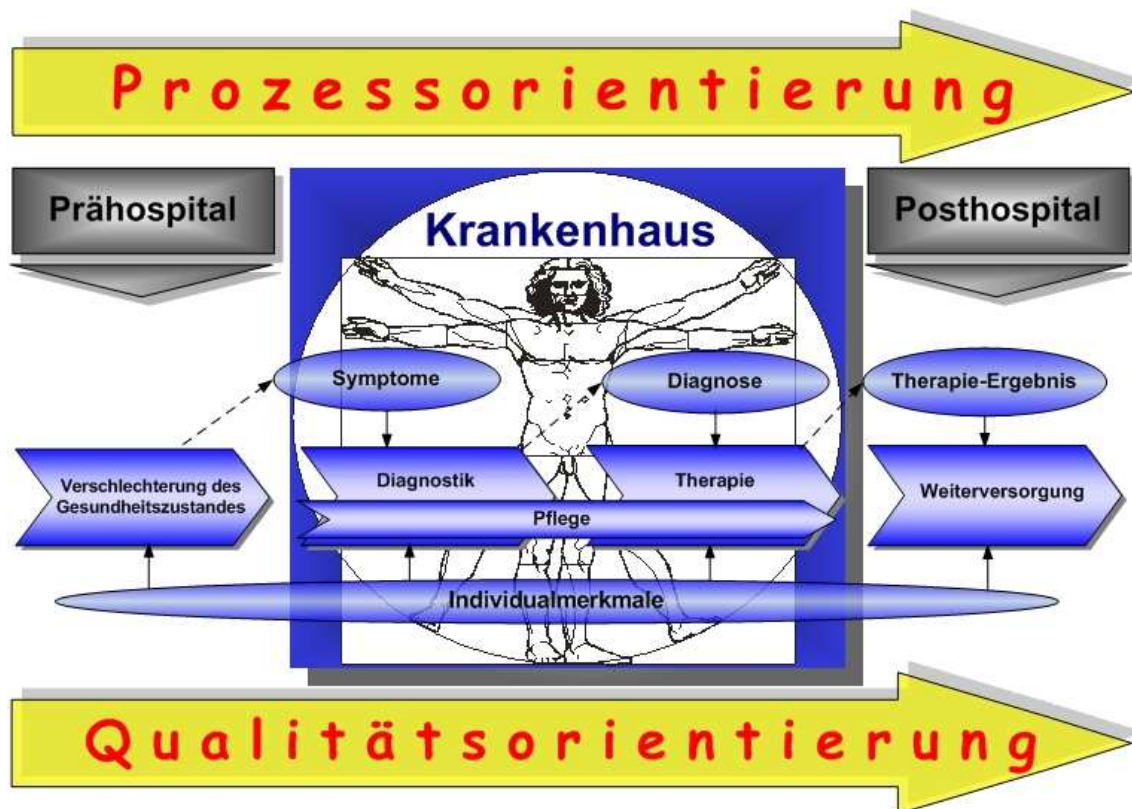 Prozessorientierung
Prähospital
Krankenhaus
Posthospital
Symptome
Diagnose
Therapie-Ergebnis
Verschlechterung des
Gesundheitszustandes
Diagnostik
Therapie
Weiterversorgung
Pflege
Individualmerkmale
Qualitätsorientierung